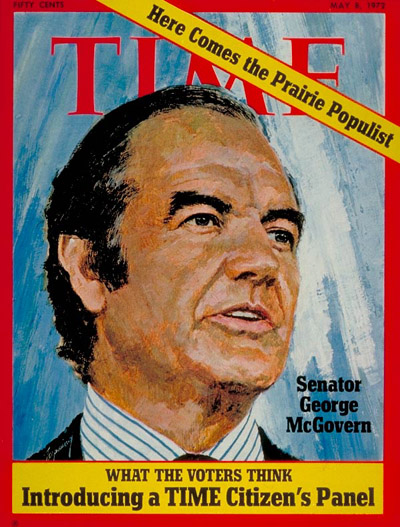 FIFTY CENTS
MAY 8, 1972
Here Comes the Prairie Populist
TIME
Senator
George
McGovern
WHAT THE VOTERS THINK
Introducing a TIME Citizen's Panel